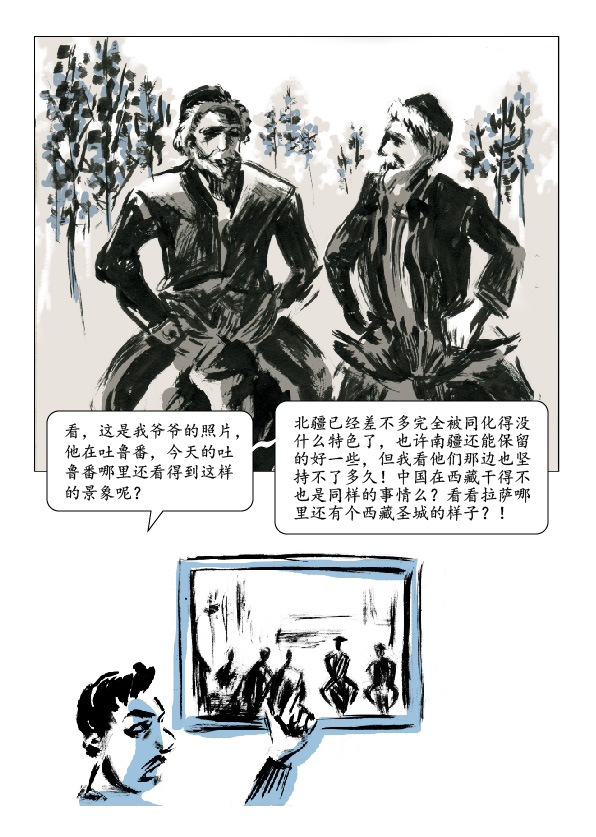 看，这是我爷爷的照片，
他在吐鲁番，今天的吐
鲁番哪里还看得到这样
的景象呢？
北疆已经差不多完全被同化得没
什么特色了，也许南疆还能保留
的好一些，但我看他们那边也坚
持不了多久！中国在西藏干得不
也是同样的事情么？看看拉萨哪
里还有个西藏圣城的样子？！